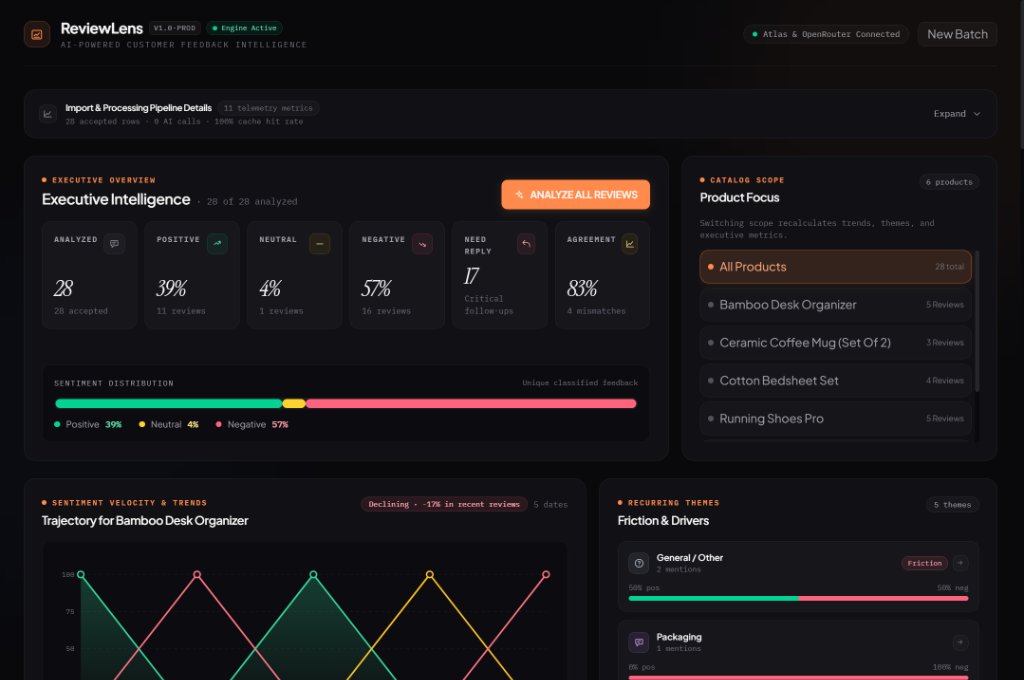 ReviewLens V1.0-PROD Engine Active
AI-POWERED CUSTOMER FEEDBACK INTELLIGENCE
Atlas & OpenRouter Connected
New Batch
Import & Processing Pipeline Details 11 telemetry metrics
28 accepted rows · 0 AI calls · 100% cache hit rate
Expand
EXECUTIVE OVERVIEW
Executive Intelligence · 28 of 28 analyzed
ANALYZE ALL REVIEWS
ANALYZED
28
28 accepted
POSITIVE
39%
11 reviews
NEUTRAL
4%
1 reviews
NEGATIVE
57%
16 reviews
NEED
REPLY
17
Critical
follow-ups
AGREEMENT
83%
4 mismatches
SENTIMENT DISTRIBUTION
Unique classified feedback
Positive 39% Neutral 4% Negative 57%
CATALOG SCOPE
6 products
Product Focus
Switching scope recalculates trends, themes, and
executive metrics.
All Products 28 total
Bamboo Desk Organizer 5 Reviews
Ceramic Coffee Mug (Set Of 2) 3 Reviews
Cotton Bedsheet Set 4 Reviews
Running Shoes Pro 5 Reviews
SENTIMENT VELOCITY & TRENDS
Trajectory for Bamboo Desk Organizer
Declining · -17% in recent reviews 5 dates
100
75
50
RECURRING THEMES
5 themes
Friction & Drivers
General / Other
2 mentions
Friction
50% pos 50% neg
Packaging
1 mentions
0% pos 100% neg